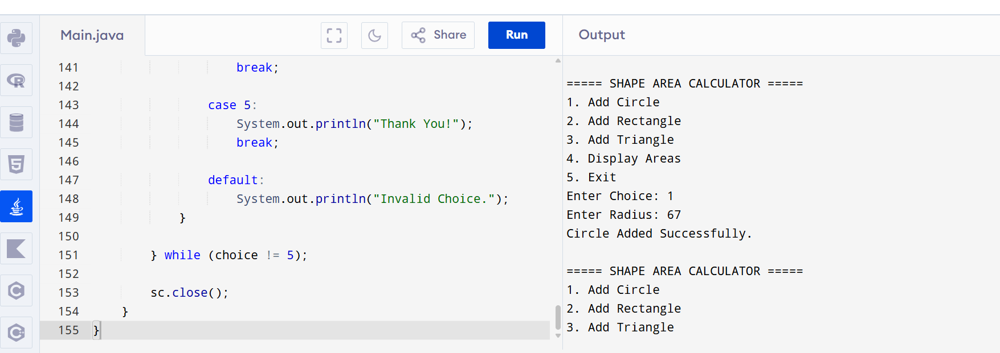 Main.java
Share
Run
Output
141 break;
142
143 case 5:
144 System.out.println("Thank You!");
145 break;
146
147 default:
148 System.out.println("Invalid Choice.");
149 }
150
151 } while (choice != 5);
152
153 sc.close();
154 }
155 }
===== SHAPE AREA CALCULATOR =====
1. Add Circle
2. Add Rectangle
3. Add Triangle
4. Display Areas
5. Exit
Enter Choice: 1
Enter Radius: 67
Circle Added Successfully.
===== SHAPE AREA CALCULATOR =====
1. Add Circle
2. Add Rectangle
3. Add Triangle